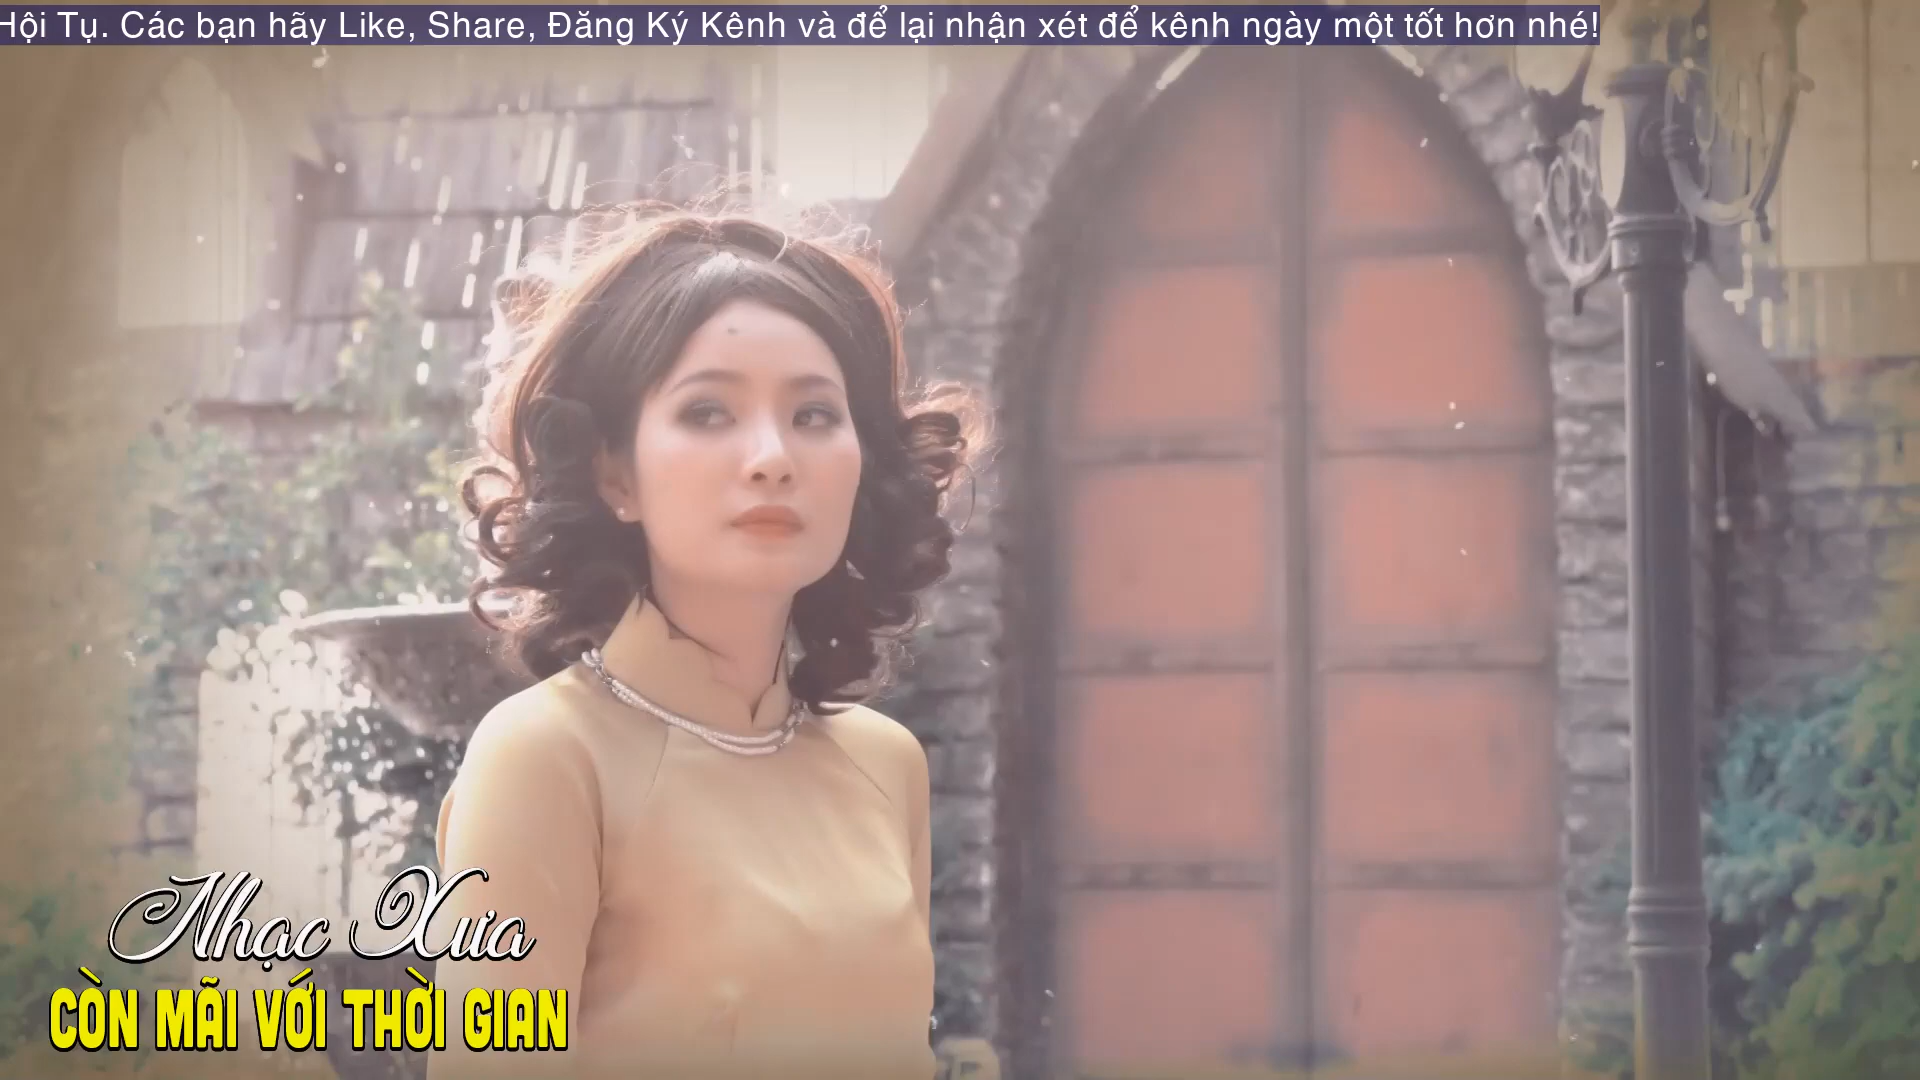 Hội Tụ. Các bạn hãy Like, Share, Đăng Ký Kênh và để lại nhận xét để kênh ngày một tốt hơn nhé!
Nhạc Xưa
CÒN MÃI VỚI THỜI GIAN